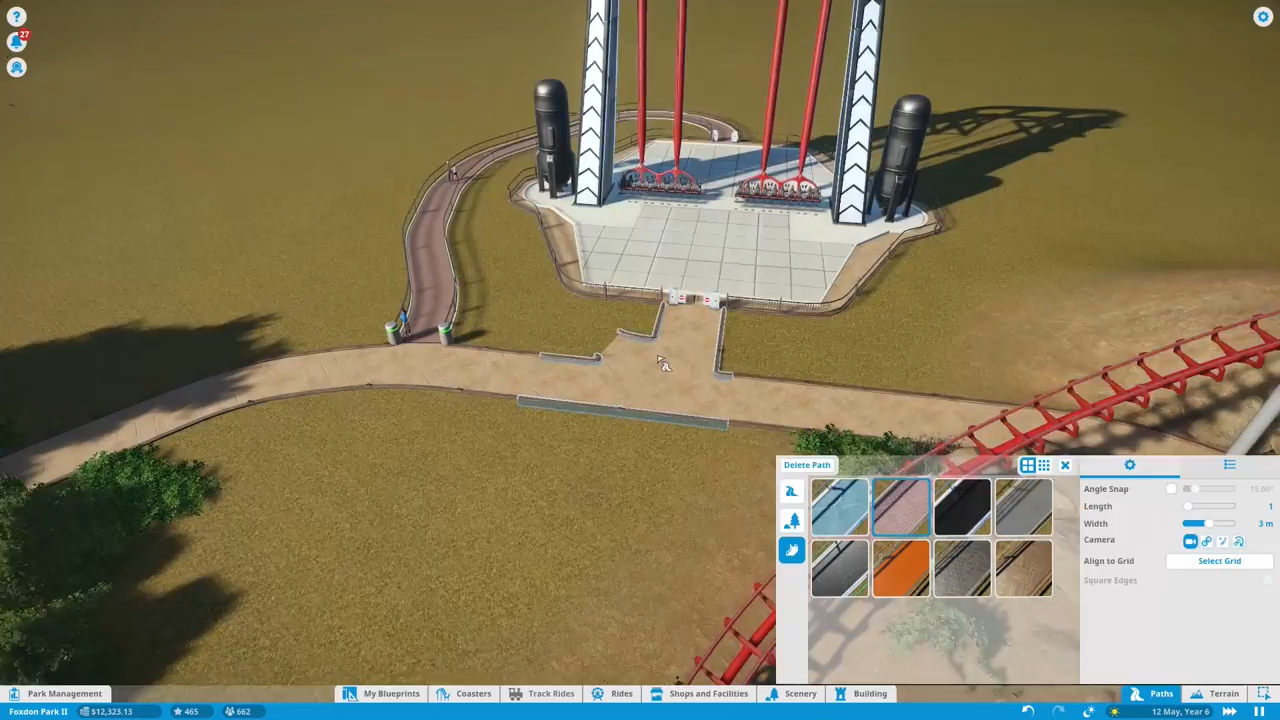 ?
27
Delete Path
Angle Snap 15.00°
Length 1
Width 3 m
Camera
Align to Grid Select Grid
Square Edges
Park Management My Blueprints Coasters Track Rides Rides Shops and Facilities Scenery Building Paths Terrain
Foxdon Park II $12,323.13 465 662 12 May, Year 6